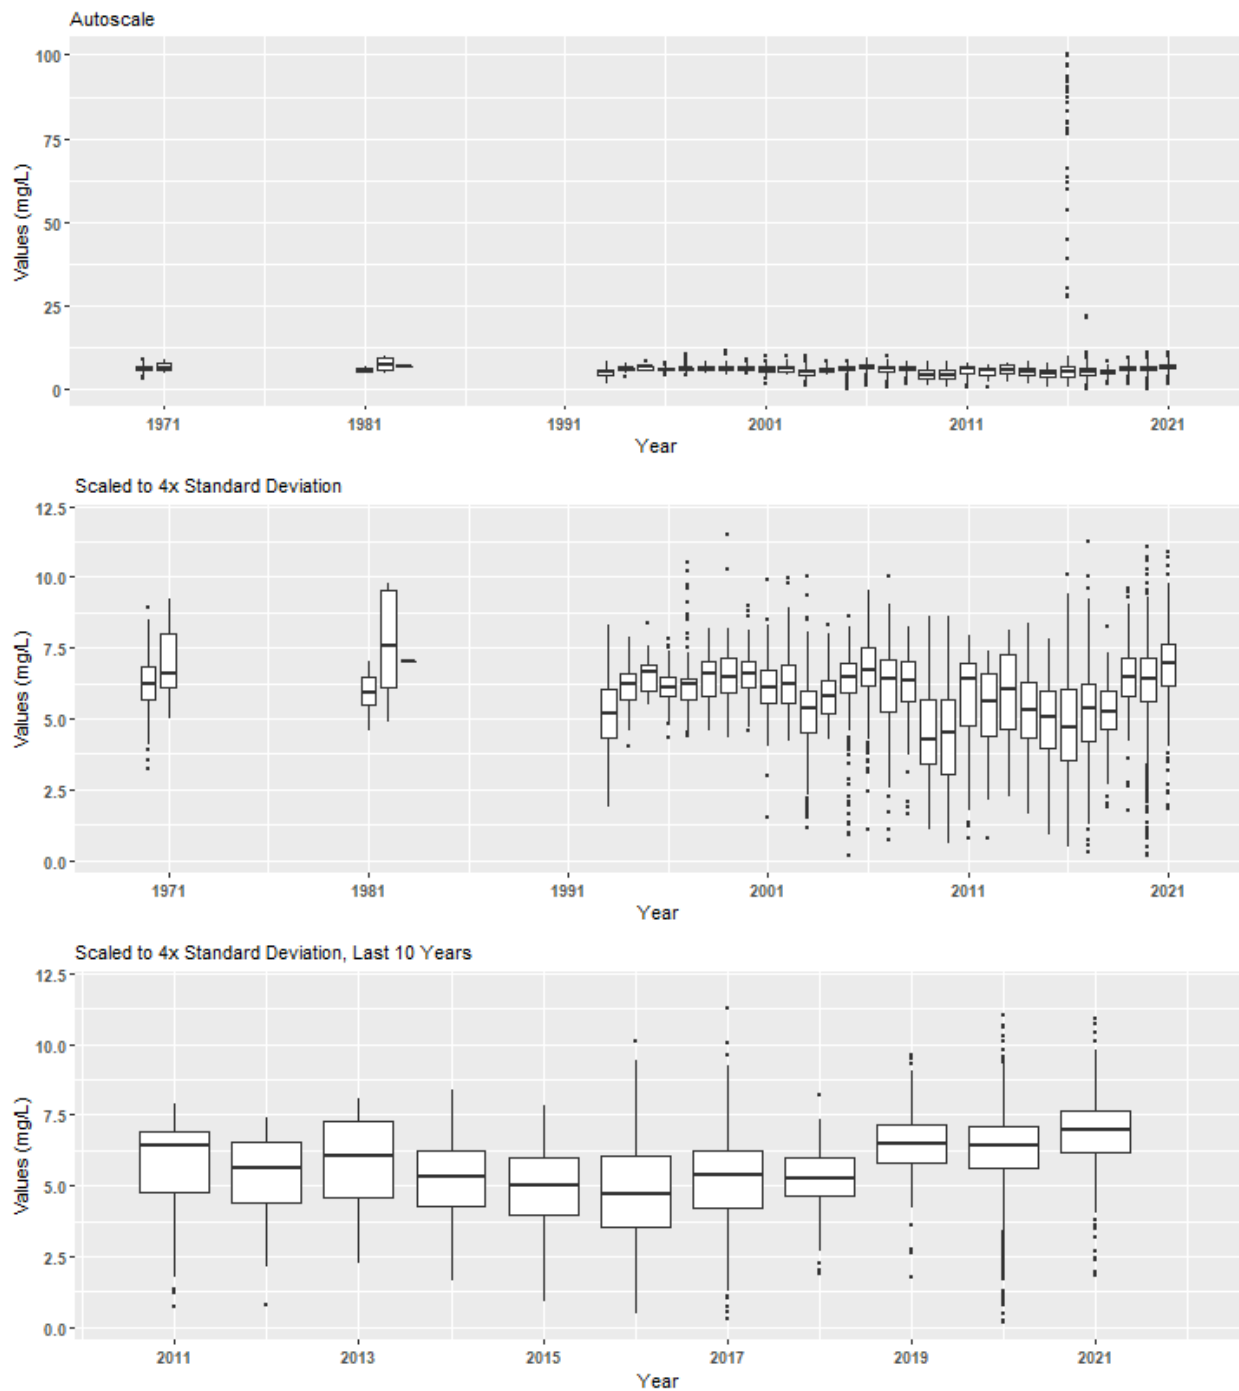 Autoscale
100
75
50
25
0
Values (mg/L)
1971 1981 1991 2001 2011 2021
Year
Scaled to 4x Standard Deviation
12.5
10.0
7.5
5.0
2.5
0.0
Values (mg/L)
1971 1981 1991 2001 2011 2021
Year
Scaled to 4x Standard Deviation, Last 10 Years
12.5
10.0
7.5
5.0
2.5
0.0
Values (mg/L)
2011 2013 2015 2017 2019 2021
Year